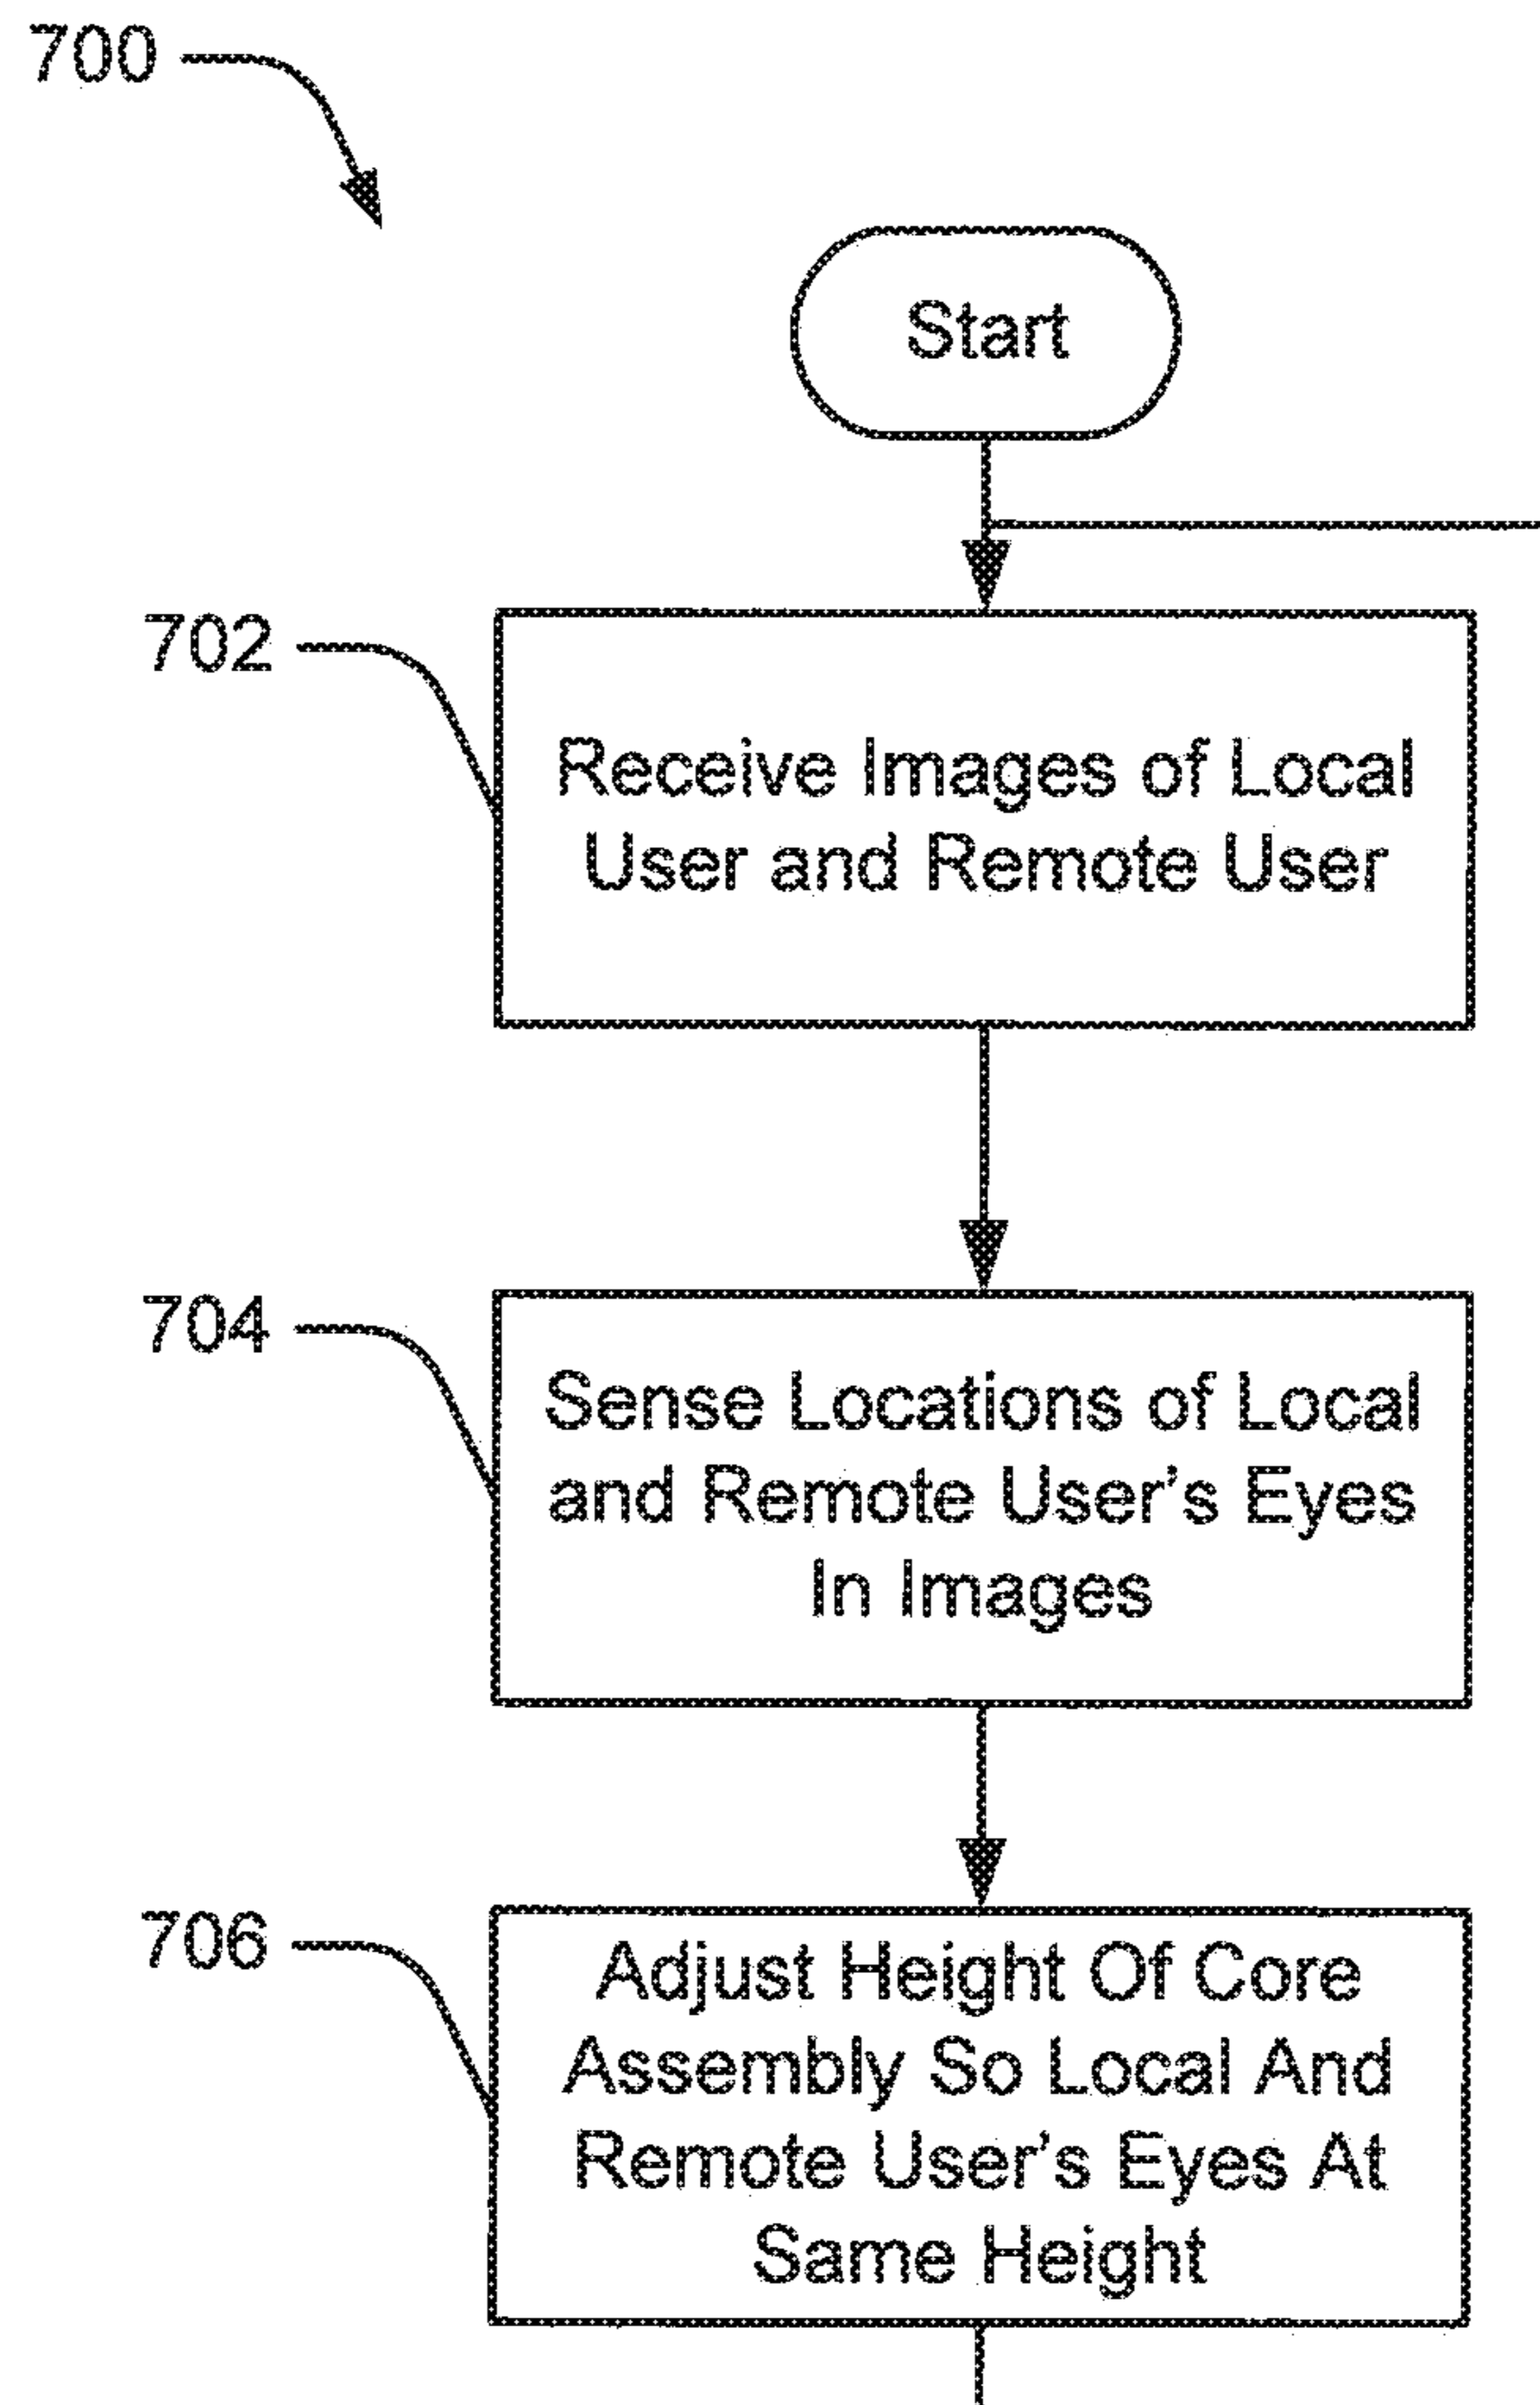 700
Start
702
Receive Images of Local
User and Remote User
704
Sense Locations of Local
and Remote User's Eyes
In Images
706
Adjust Height Of Core
Assembly So Local And
Remote User's Eyes At
Same Height